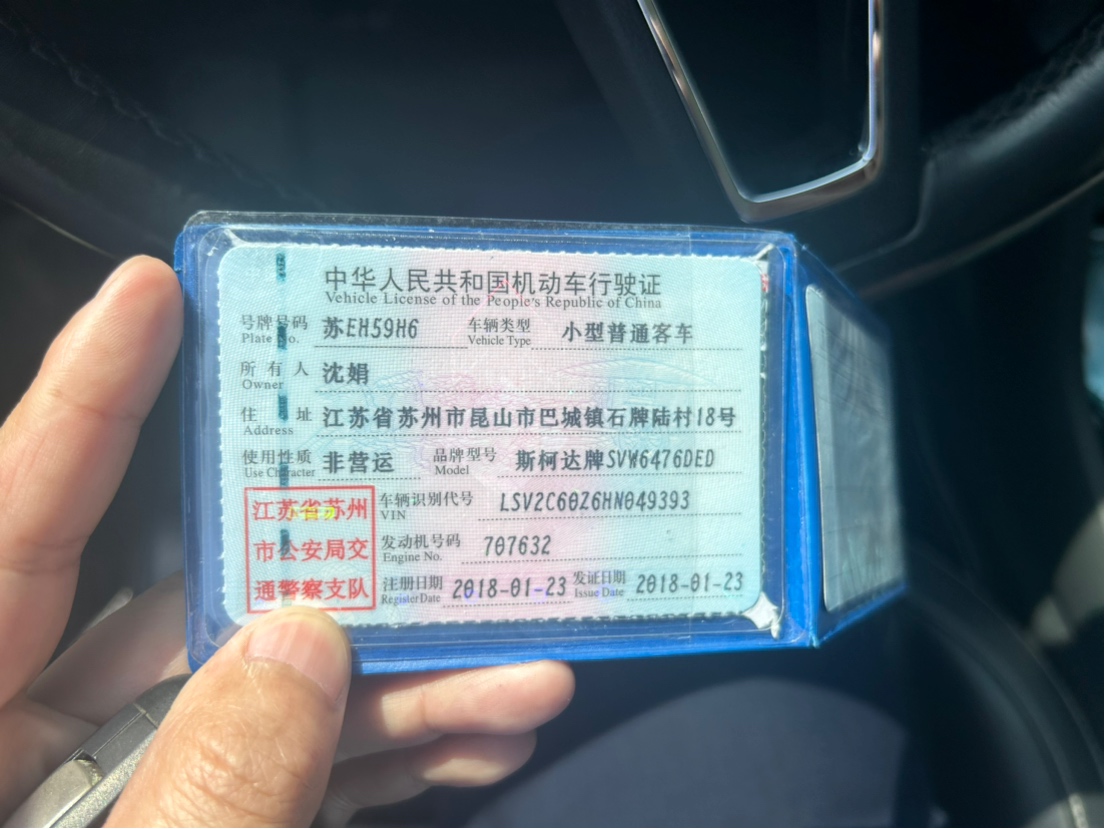 中华人民共和国机动车行驶证
Vehicle License of the People's Republic of China
号牌号码 苏EH59H6 车辆类型 小型普通客车
Plate No. Vehicle Type
所有人 沈娟
Owner
住址 江苏省苏州市昆山市巴城镇石牌陆村18号
Address
使用性质 非营运 品牌型号 斯柯达牌SVW6476DED
Use Character Model
江苏省苏州 车辆识别代号 LSV2C60Z6HN049393
VIN
市公安局交 发动机号码 707632
Engine No.
通警察支队 注册日期 2018-01-23 发证日期 2018-01-23
Register Date Issue Date